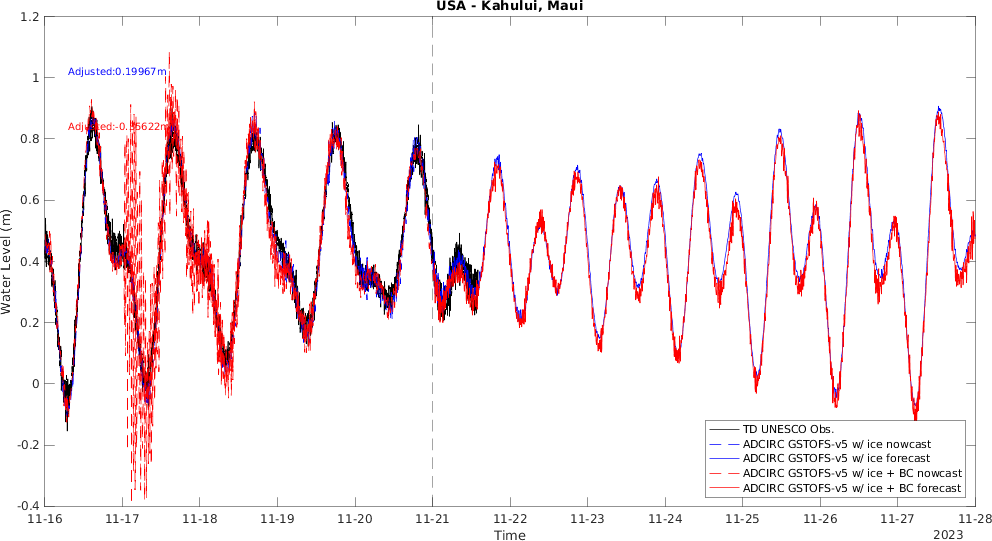 USA - Kahului, Maui
1.2
1
0.8
0.6
0.4
0.2
0
-0.2
-0.4
Water Level (m)
Adjusted:0.19967m
Adjusted:-0.36622m
TD UNESCO Obs.
ADCIRC GSTOFS-v5 w/ ice nowcast
ADCIRC GSTOFS-v5 w/ ice forecast
ADCIRC GSTOFS-v5 w/ ice + BC nowcast
ADCIRC GSTOFS-v5 w/ ice + BC forecast
11-16 11-17 11-18 11-19 11-20 11-21 11-22 11-23 11-24 11-25 11-26 11-27 11-28
Time
2023